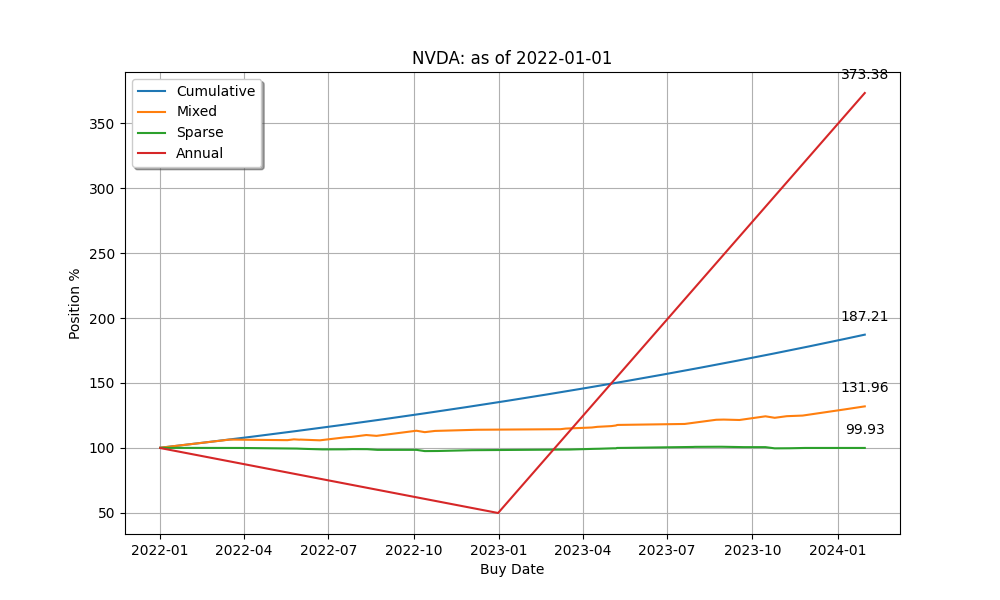 NVDA: as of 2022-01-01
373.38
Cumulative
Mixed
Sparse
Annual
350
300
250
200
187.21
150
131.96
99.93
100
50
Position %
2022-01 2022-04 2022-07 2022-10 2023-01 2023-04 2023-07 2023-10 2024-01
Buy Date